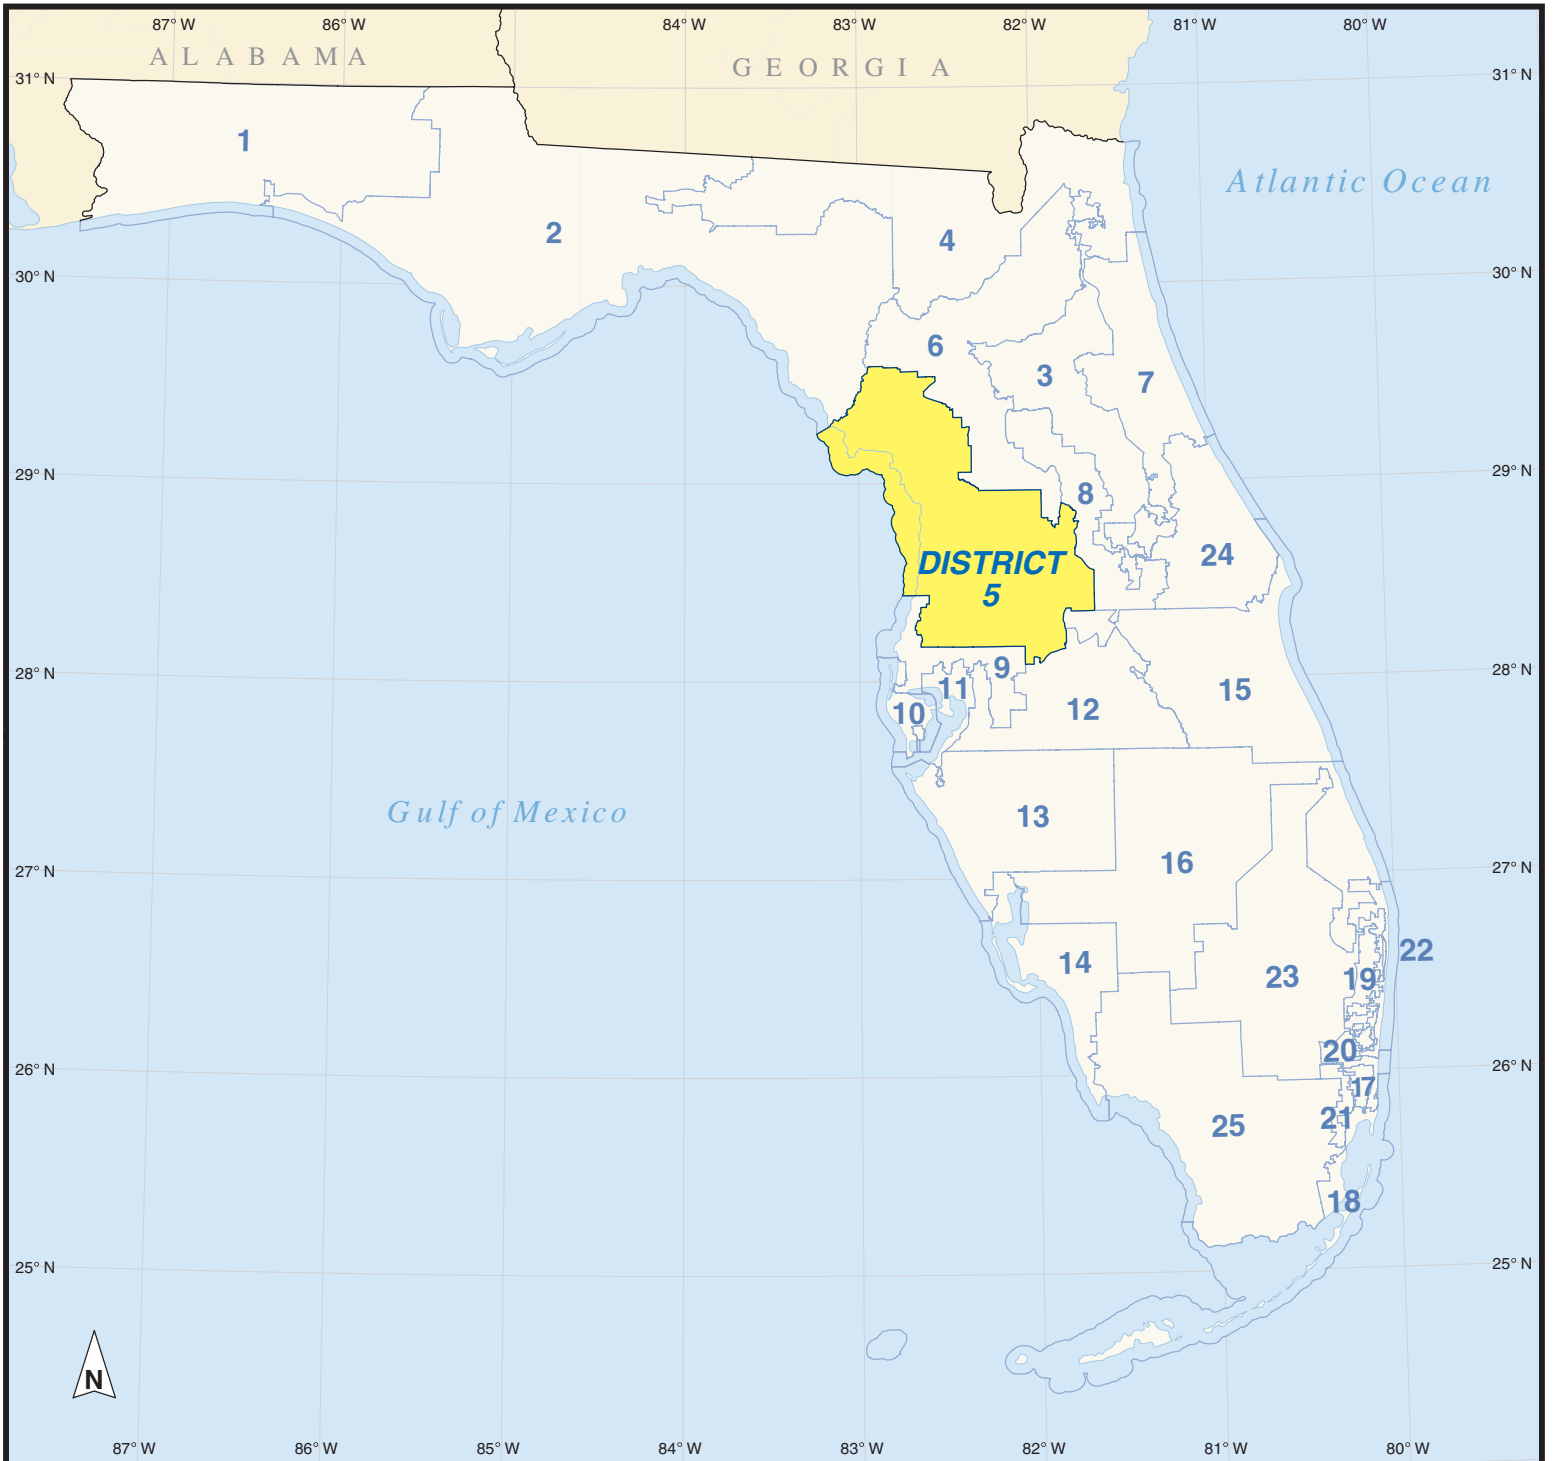 87° W 86° W 84° W 83° W 82° W 81° W 80° W
ALABAMA
GEORGIA
31° N 31° N
1
Atlantic Ocean
2
4
30° N 30° N
6
3
7
29° N 29° N
8
24
DISTRICT
5
28° N 28° N
9
11
15
10
12
Gulf of Mexico
13
16
27° N 27° N
22
14
23
19
20
26° N 26° N
17
21
25
18
25° N 25° N
N
87° W 86° W 85° W 84° W 83° W 82° W 81° W 80° W